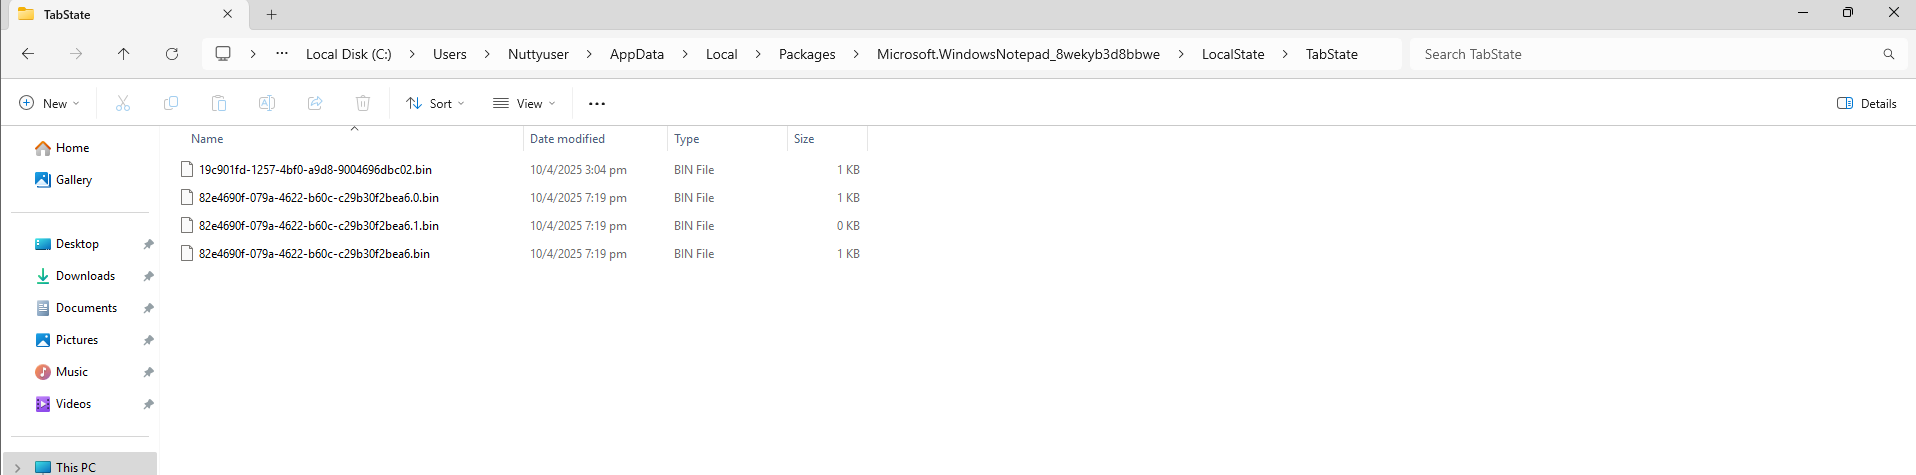 TabState
Local Disk (C:) Users Nuttyuser AppData Local Packages Microsoft.WindowsNotepad_8wekyb3d8bbwe LocalState TabState Search TabState
New Sort View Details
Home
Gallery
Desktop
Downloads
Documents
Pictures
Music
Videos
This PC
Name Date modified Type Size
19c901fd-1257-4bf0-a9d8-9004696dbc02.bin 10/4/2025 3:04 pm BIN File 1 KB
82e4690f-079a-4622-b60c-c29b30f2bea6.0.bin 10/4/2025 7:19 pm BIN File 1 KB
82e4690f-079a-4622-b60c-c29b30f2bea6.1.bin 10/4/2025 7:19 pm BIN File 0 KB
82e4690f-079a-4622-b60c-c29b30f2bea6.bin 10/4/2025 7:19 pm BIN File 1 KB